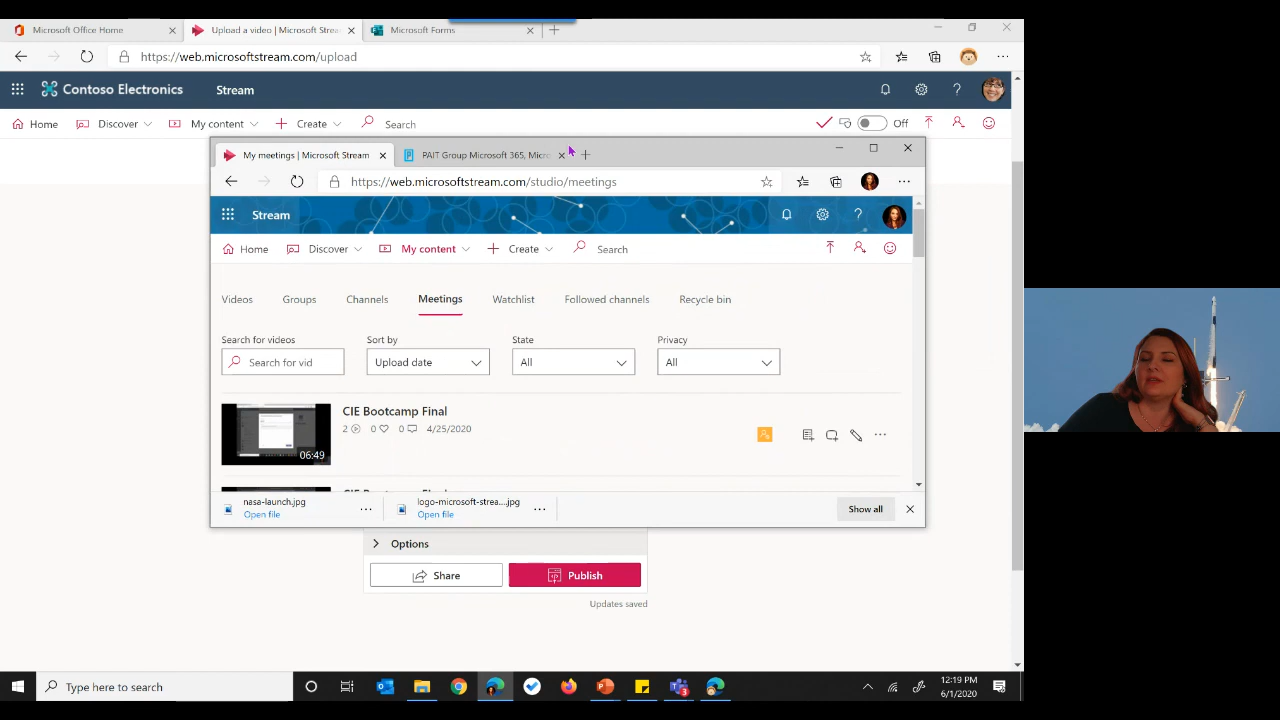 Microsoft Office Home
Upload a video | Microsoft Strea
Microsoft Forms
https://web.microsoftstream.com/upload
Contoso Electronics
Stream
Home
Discover
My content
Create
Search
Off
My meetings | Microsoft Stream
PAIT Group Microsoft 365, Micro
https://web.microsoftstream.com/studio/meetings
Stream
Home
Discover
My content
Create
Search
Videos
Groups
Channels
Meetings
Watchlist
Followed channels
Recycle bin
Search for videos
Sort by
State
Privacy
Search for vid
Upload date
All
All
CIE Bootcamp Final
2
0
0
4/25/2020
06:49
nasa-launch.jpg
Open file
logo-microsoft-strea....jpg
Open file
Show all
Options
Share
Publish
Updates saved
Type here to search
12:19 PM
6/1/2020